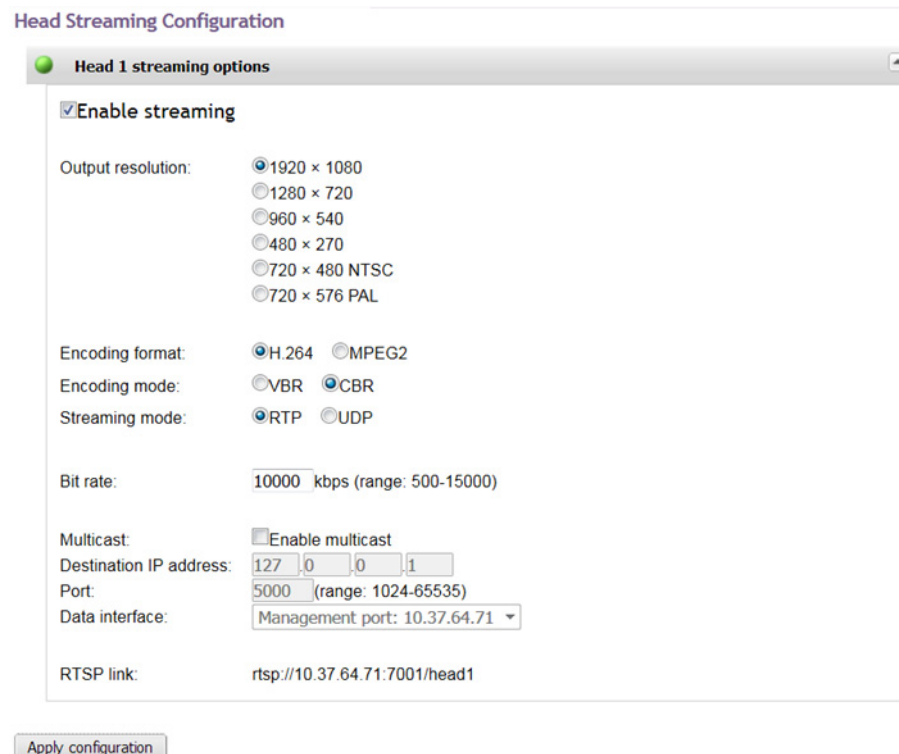 Head Streaming Configuration
Head 1 streaming options
Enable streaming
Output resolution: 1920 × 1080
1280 × 720
960 × 540
480 × 270
720 × 480 NTSC
720 × 576 PAL
Encoding format: H.264 MPEG2
Encoding mode: VBR CBR
Streaming mode: RTP UDP
Bit rate: 10000 kbps (range: 500-15000)
Multicast: Enable multicast
Destination IP address: 127 .0 .0 .1
Port: 5000 (range: 1024-65535)
Data interface: Management port: 10.37.64.71
RTSP link: rtsp://10.37.64.71:7001/head1
Apply configuration